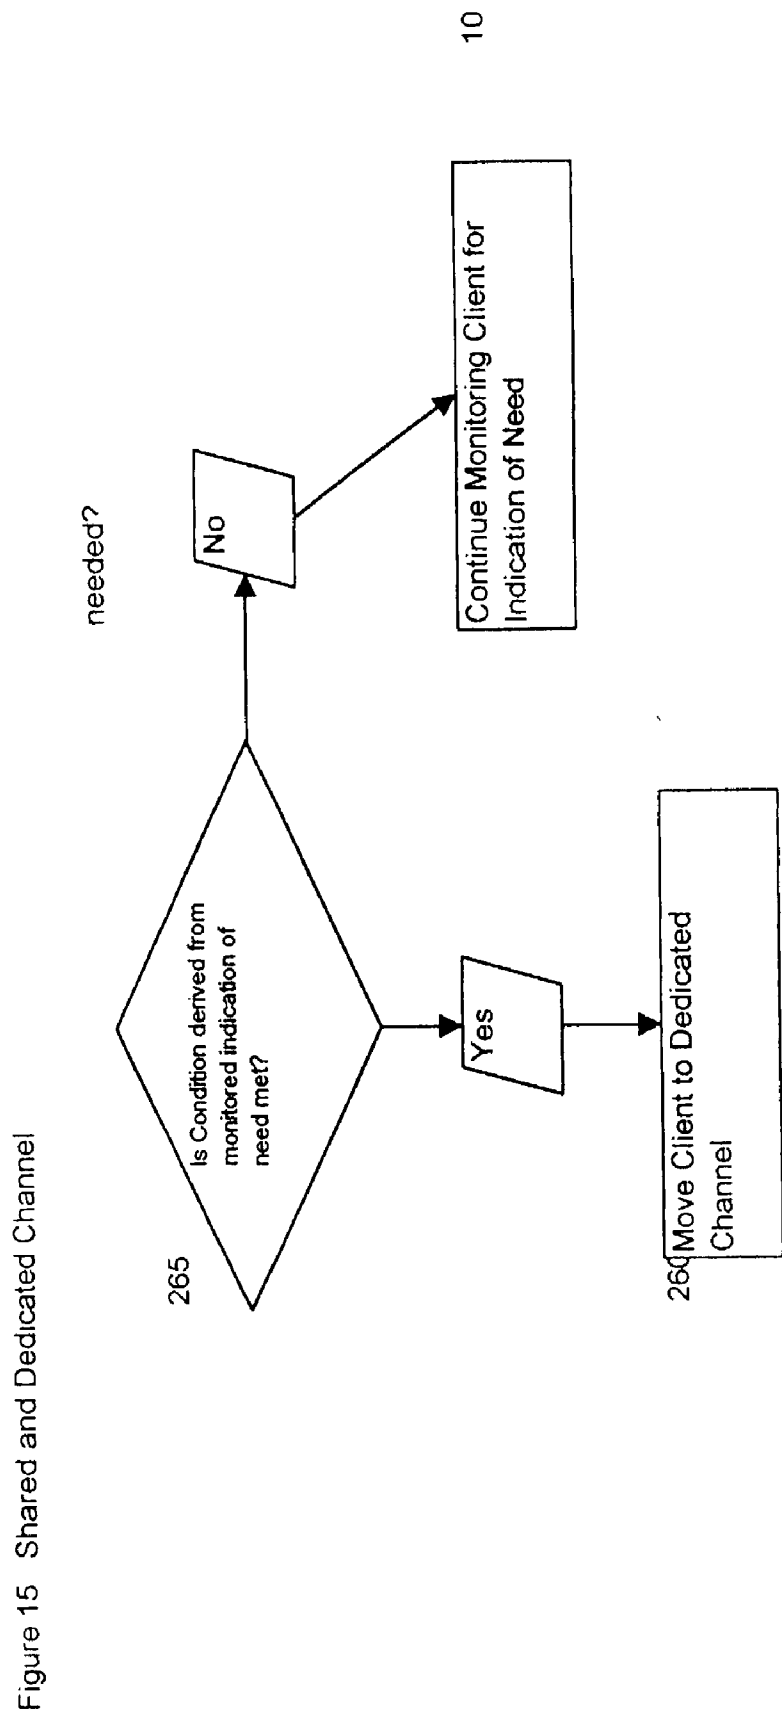 Figure 15 Shared and Dedicated Channel
needed?
265
Is Condition derived from
monitored indication of
need met?
No
Yes
10
Continue Monitoring Client for
Indication of Need
260
Move Client to Dedicated
Channel